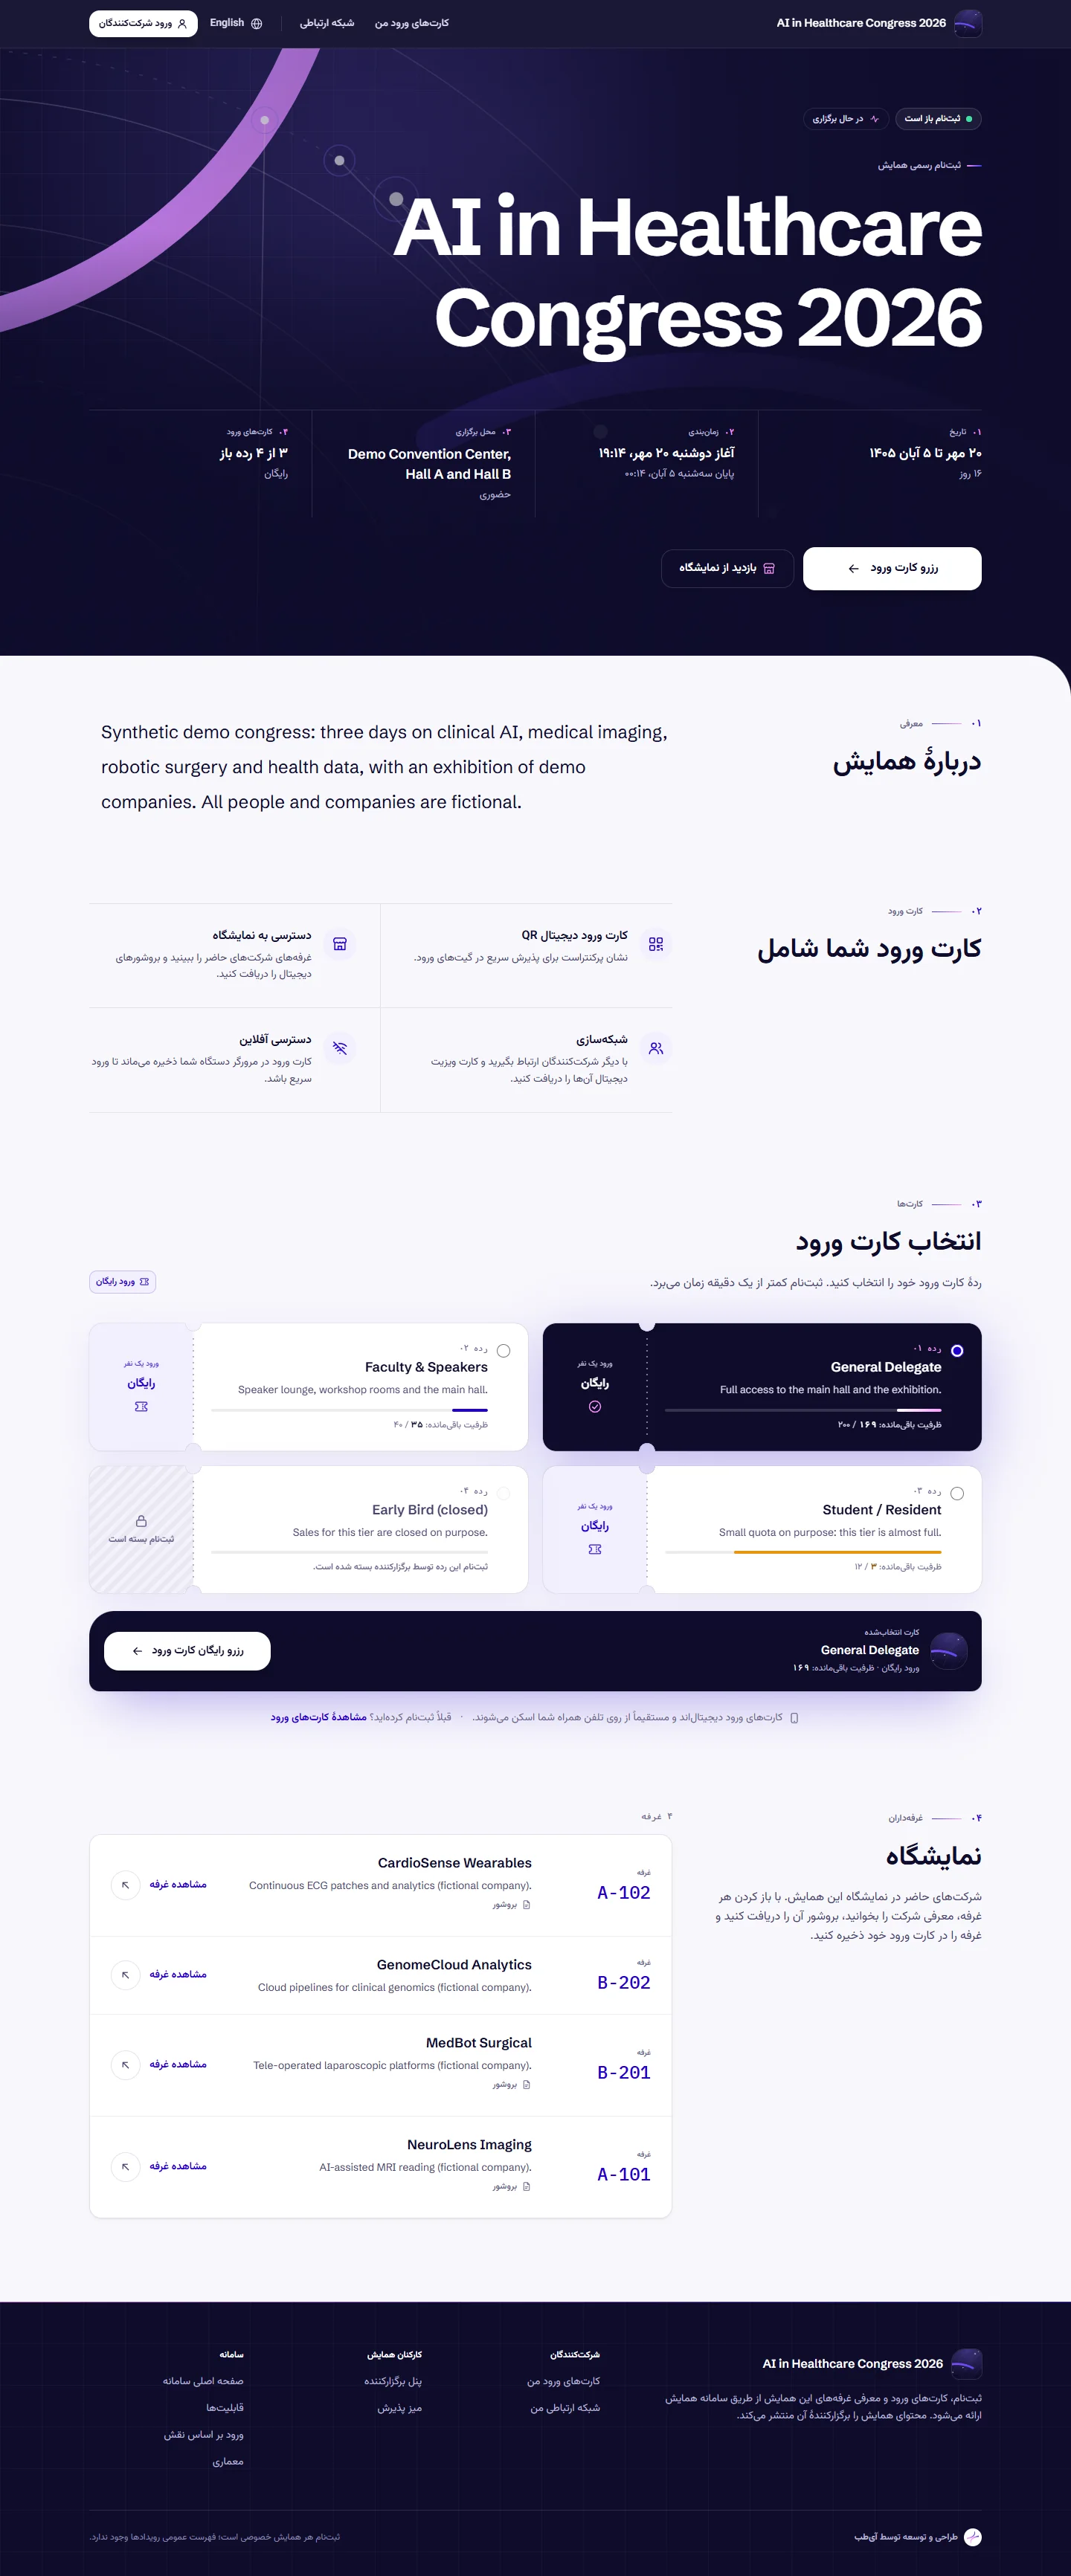 AI in Healthcare Congress 2026
کارت‌های ورود من
شبکه ارتباطی
English
ورود شرکت‌کنندگان
ثبت‌نام باز است
در حال برگزاری
ثبت‌نام رسمی همایش
AI in Healthcare
Congress 2026
۰۱ تاریخ
۲۰ مهر تا ۵ آبان ۱۴۰۵
۱۶ روز
۰۲ زمان‌بندی
آغاز دوشنبه ۲۰ مهر، ۱۹:۱۴
پایان سه‌شنبه ۵ آبان، ۰۰:۱۴
۰۳ محل برگزاری
Demo Convention Center,
Hall A and Hall B
حضوری
۰۴ کارت‌های ورود
۳ از ۴ رده باز
رایگان
رزرو کارت ورود
بازدید از نمایشگاه
۰۱ معرفی
دربارهٔ همایش
Synthetic demo congress: three days on clinical AI, medical imaging,
robotic surgery and health data, with an exhibition of demo
companies. All people and companies are fictional.
۰۲ کارت ورود
کارت ورود شما شامل
کارت ورود دیجیتال QR
نشان پرکنتراست برای پذیرش سریع در گیت‌های ورود.
دسترسی به نمایشگاه
غرفه‌های شرکت‌های حاضر را ببینید و بروشورهای
دیجیتال را دریافت کنید.
شبکه‌سازی
با دیگر شرکت‌کنندگان ارتباط بگیرید و کارت ویزیت
دیجیتال آن‌ها را دریافت کنید.
دسترسی آفلاین
کارت ورود در مرورگر دستگاه شما ذخیره می‌ماند تا ورود
سریع باشد.
۰۳ کارت‌ها
انتخاب کارت ورود
ردهٔ کارت ورود خود را انتخاب کنید. ثبت‌نام کمتر از یک دقیقه زمان می‌برد.
ورود رایگان
رده ۰۱
General Delegate
Full access to the main hall and the exhibition.
ظرفیت باقی‌مانده: ۱۶۹ / ۲۰۰
ورود یک نفر
رایگان
رده ۰۲
Faculty & Speakers
Speaker lounge, workshop rooms and the main hall.
ظرفیت باقی‌مانده: ۳۵ / ۴۰
ورود یک نفر
رایگان
رده ۰۳
Student / Resident
Small quota on purpose: this tier is almost full.
ظرفیت باقی‌مانده: ۳ / ۱۲
ورود یک نفر
رایگان
رده ۰۴
Early Bird (closed)
Sales for this tier are closed on purpose.
ثبت‌نام این رده توسط برگزارکننده بسته شده است.
ثبت‌نام بسته است
کارت انتخاب‌شده
General Delegate
ورود رایگان · ظرفیت باقی‌مانده: ۱۶۹
رزرو رایگان کارت ورود
کارت‌های ورود دیجیتال‌اند و مستقیماً از روی تلفن همراه شما اسکن می‌شوند. · قبلاً ثبت‌نام کرده‌اید؟ مشاهدهٔ کارت‌های ورود
۰۴ غرفه‌داران
نمایشگاه
شرکت‌های حاضر در نمایشگاه این همایش. با باز کردن هر
غرفه، معرفی شرکت را بخوانید، بروشور آن را دریافت کنید و
غرفه را در کارت ورود خود ذخیره کنید.
۴ غرفه
غرفه
A-102
CardioSense Wearables
Continuous ECG patches and analytics (fictional company).
بروشور
مشاهده غرفه
غرفه
B-202
GenomeCloud Analytics
Cloud pipelines for clinical genomics (fictional company).
مشاهده غرفه
غرفه
B-201
MedBot Surgical
Tele-operated laparoscopic platforms (fictional company).
بروشور
مشاهده غرفه
غرفه
A-101
NeuroLens Imaging
AI-assisted MRI reading (fictional company).
بروشور
مشاهده غرفه
AI in Healthcare Congress 2026
ثبت‌نام، کارت‌های ورود و معرفی غرفه‌های این همایش از طریق سامانه همایش
ارائه می‌شود. محتوای همایش را برگزارکنندهٔ آن منتشر می‌کند.
شرکت‌کنندگان
کارت‌های ورود من
شبکه ارتباطی من
کارکنان همایش
پنل برگزارکننده
میز پذیرش
سامانه
صفحه اصلی سامانه
قابلیت‌ها
ورود بر اساس نقش
معماری
طراحی و توسعه توسط آی‌طب
ثبت‌نام هر همایش خصوصی است؛ فهرست عمومی رویدادها وجود ندارد.